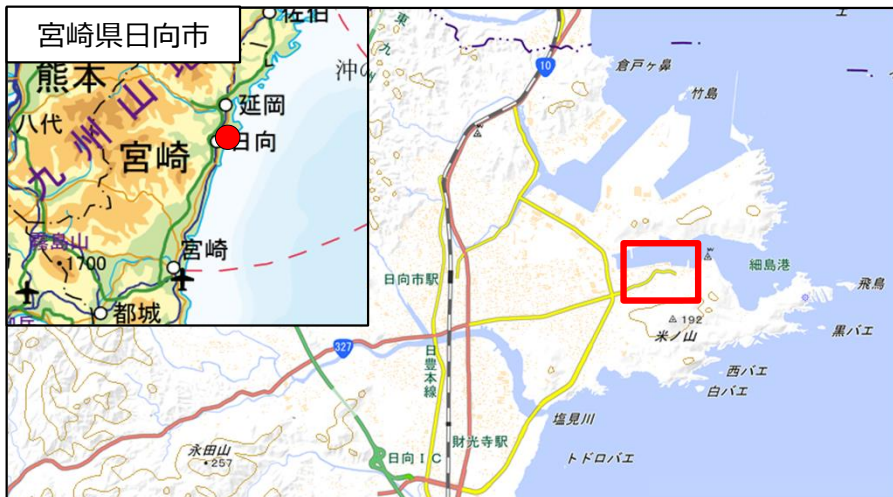 宮崎県日向市
佐伯
熊本
延岡
八代
九州山地
日向
宮崎
霧島山
・1700
宮崎
都城
東九
10
倉戸ヶ鼻
竹島
日向市駅
細島港
飛島
192
米ノ山
黒バエ
327
日豊本線
西バエ
白バエ
塩見川
財光寺駅
永田山
・257
日向ＩＣ
トドロバエ